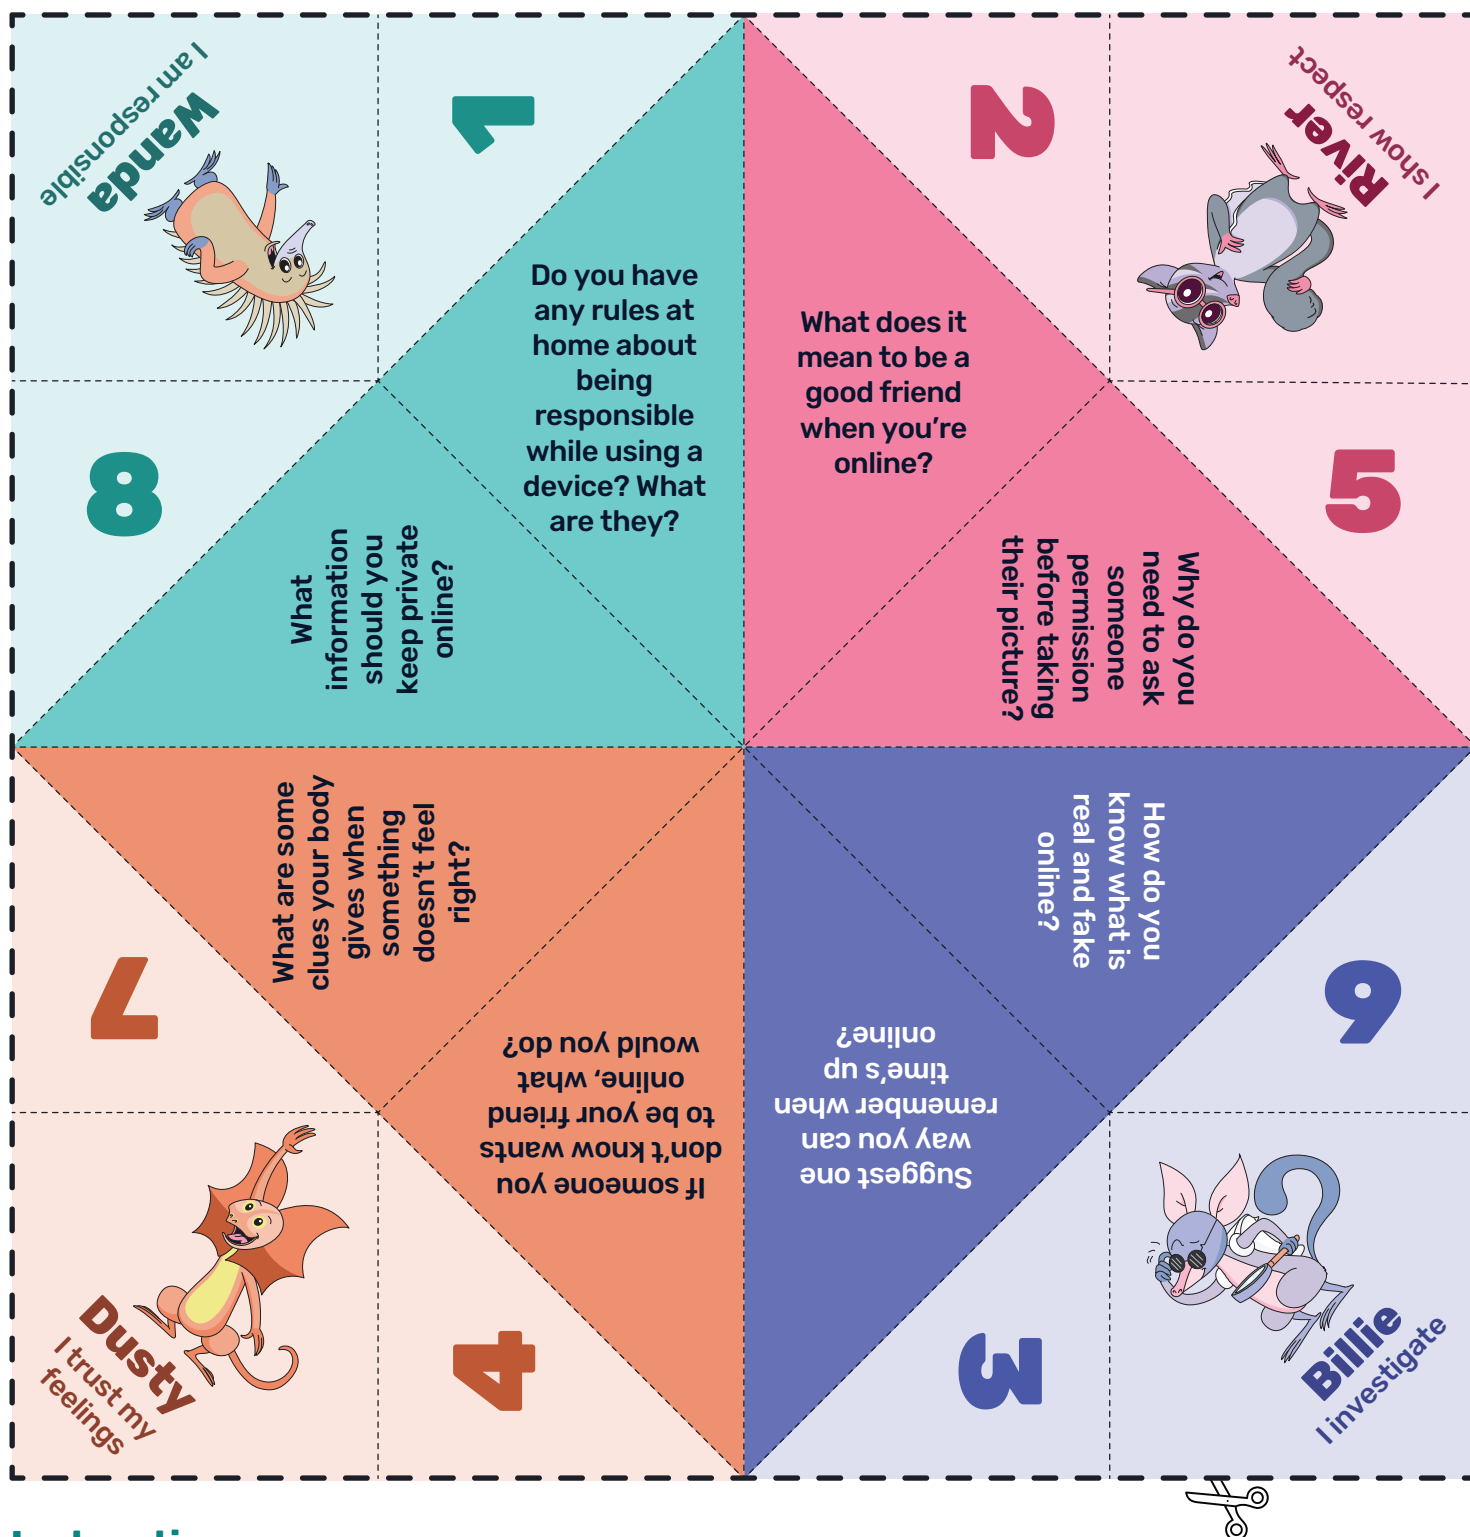 I am responsible
Wanda
1
2
River
I show respect
Do you have
any rules at
home about
being
responsible
while using a
device? What
are they?
What does it
mean to be a
good friend
when you’re
online?
8
5
What
information
should you
keep private
online?
Why do you
need to ask
someone
permission
before taking
their picture?
What are some
clues your body
gives when
something
doesn’t feel
right?
How do you
know what is
real and fake
online?
7
6
If someone you
don’t know wants
to be your friend
online, what
would you do?
Suggest one
way you can
remember when
time’s up
online?
Dusty
I trust my
feelings
4
3
Billie
I investigate